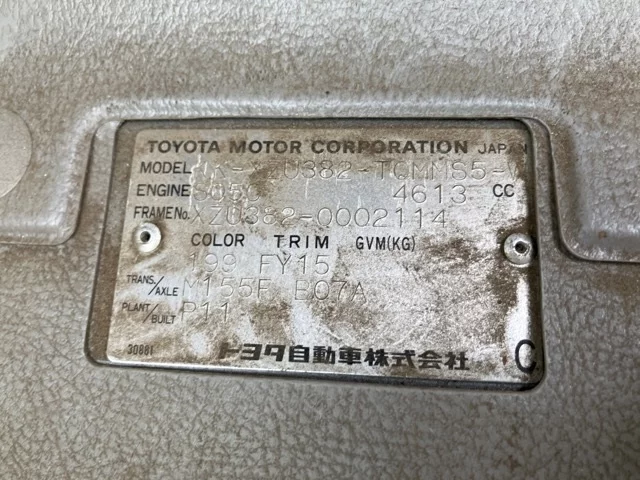 TOYOTA MOTOR CORPORATION JAPAN
MODEL -XZU382-TQMMS5-
ENGINE 4613 CC
FRAME No. XZU382-0002114
COLOR TRIM GVM(KG)
199 FY15
TRANS/AXLE M155F B07A
PLANT/BUILT P11
30881 トヨタ自動車株式会社 C